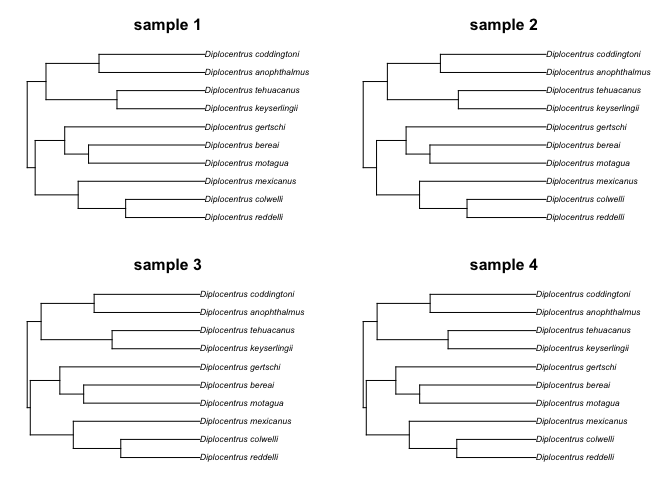 sample 1
Diplocentrus coddingtoni
Diplocentrus anophthalmus
Diplocentrus tehuacanus
Diplocentrus keyserlingii
Diplocentrus gertschi
Diplocentrus bereai
Diplocentrus motagua
Diplocentrus mexicanus
Diplocentrus colwelli
Diplocentrus reddelli
sample 2
Diplocentrus coddingtoni
Diplocentrus anophthalmus
Diplocentrus tehuacanus
Diplocentrus keyserlingii
Diplocentrus gertschi
Diplocentrus bereai
Diplocentrus motagua
Diplocentrus mexicanus
Diplocentrus colwelli
Diplocentrus reddelli
sample 3
Diplocentrus coddingtoni
Diplocentrus anophthalmus
Diplocentrus tehuacanus
Diplocentrus keyserlingii
Diplocentrus gertschi
Diplocentrus bereai
Diplocentrus motagua
Diplocentrus mexicanus
Diplocentrus colwelli
Diplocentrus reddelli
sample 4
Diplocentrus coddingtoni
Diplocentrus anophthalmus
Diplocentrus tehuacanus
Diplocentrus keyserlingii
Diplocentrus gertschi
Diplocentrus bereai
Diplocentrus motagua
Diplocentrus mexicanus
Diplocentrus colwelli
Diplocentrus reddelli